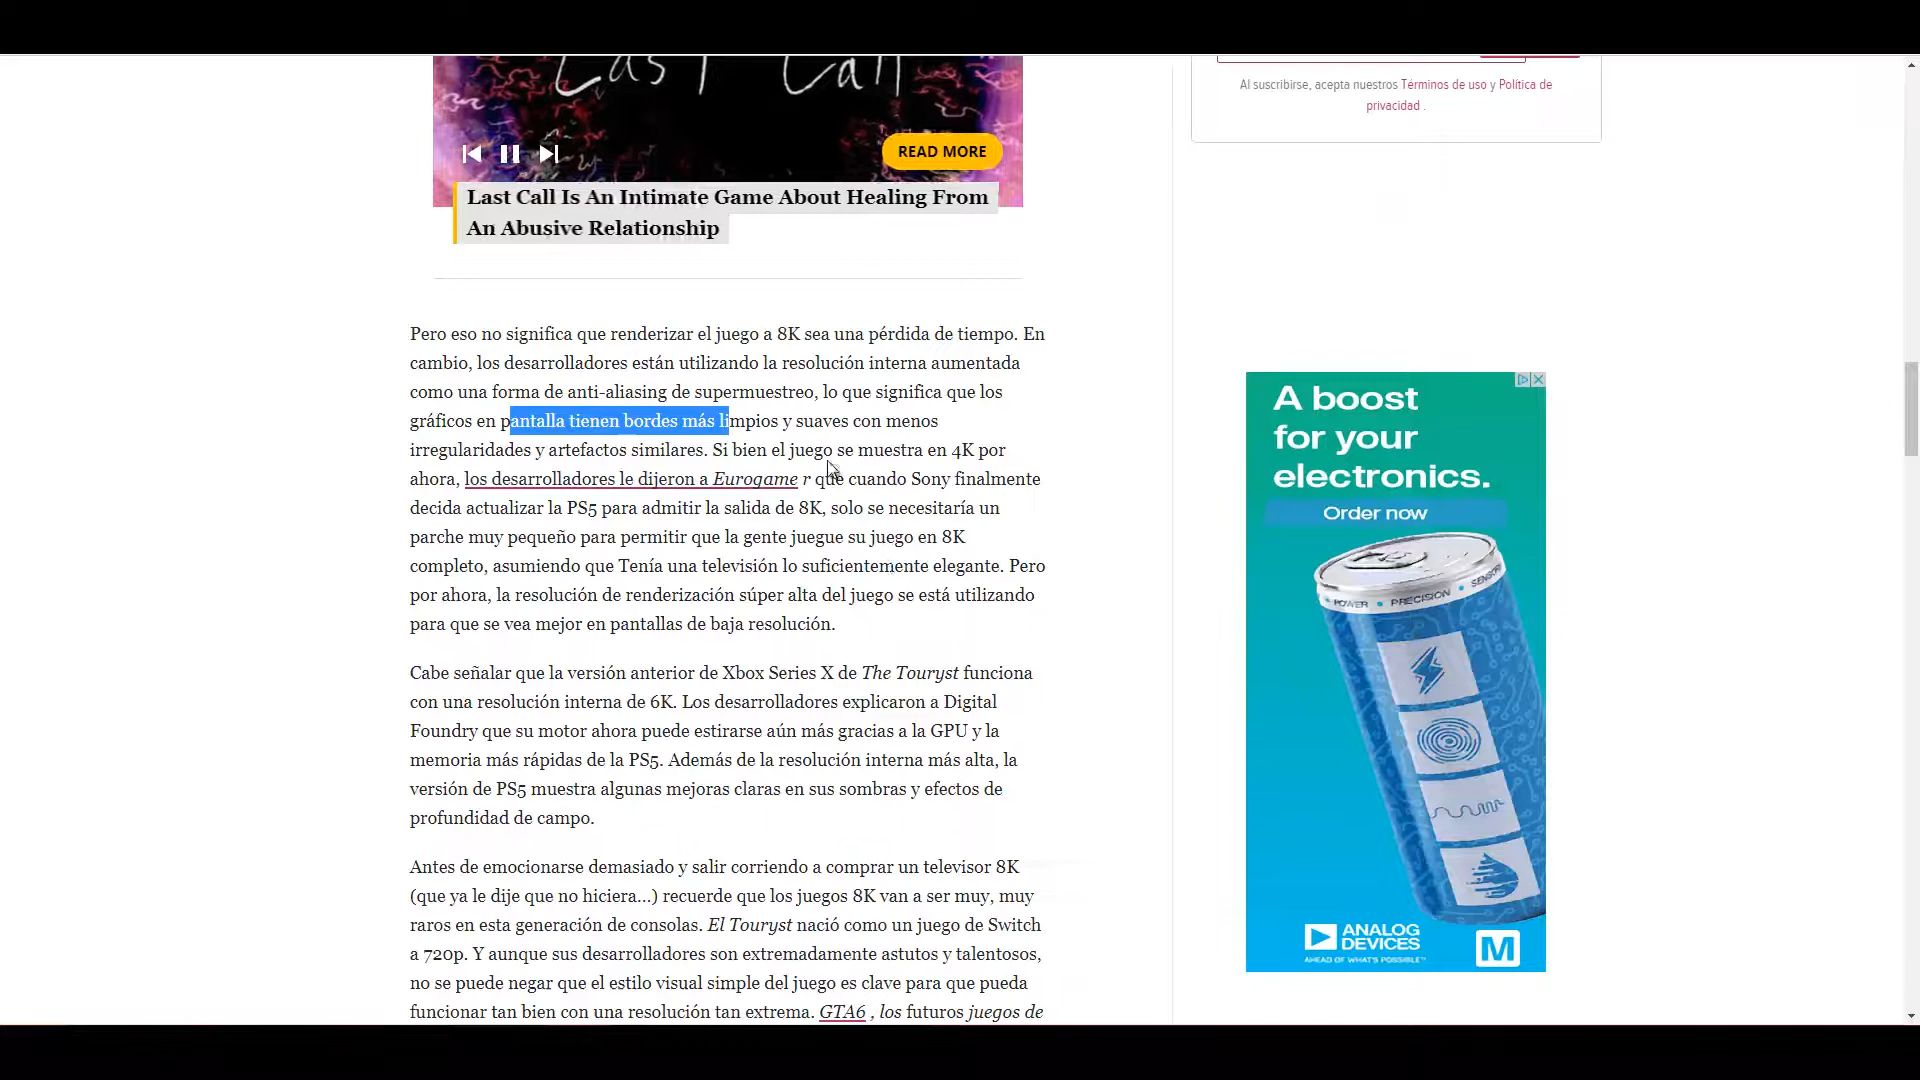 Last Call
READ MORE
Last Call Is An Intimate Game About Healing From
An Abusive Relationship
Pero eso no significa que renderizar el juego a 8K sea una pérdida de tiempo. En
cambio, los desarrolladores están utilizando la resolución interna aumentada
como una forma de anti-aliasing de supermuestreo, lo que significa que los
gráficos en pantalla tienen bordes más limpios y suaves con menos
irregularidades y artefactos similares. Si bien el juego se muestra en 4K por
ahora, los desarrolladores le dijeron a Eurogame r que cuando Sony finalmente
decida actualizar la PS5 para admitir la salida de 8K, solo se necesitaría un
parche muy pequeño para permitir que la gente juegue su juego en 8K
completo, asumiendo que Tenía una televisión lo suficientemente elegante. Pero
por ahora, la resolución de renderización súper alta del juego se está utilizando
para que se vea mejor en pantallas de baja resolución.
Cabe señalar que la versión anterior de Xbox Series X de The Touryst funciona
con una resolución interna de 6K. Los desarrolladores explicaron a Digital
Foundry que su motor ahora puede estirarse aún más gracias a la GPU y la
memoria más rápidas de la PS5. Además de la resolución interna más alta, la
versión de PS5 muestra algunas mejoras claras en sus sombras y efectos de
profundidad de campo.
Antes de emocionarse demasiado y salir corriendo a comprar un televisor 8K
(que ya le dije que no hiciera...) recuerde que los juegos 8K van a ser muy, muy
raros en esta generación de consolas. El Touryst nació como un juego de Switch
a 720p. Y aunque sus desarrolladores son extremadamente astutos y talentosos,
no se puede negar que el estilo visual simple del juego es clave para que pueda
funcionar tan bien con una resolución tan extrema. GTA6 , los futuros juegos de
Al suscribirse, acepta nuestros Términos de uso y Política de
privacidad .
A boost
for your
electronics.
Order now
POWER • PRECISION • SENSOR
ANALOG
DEVICES
AHEAD OF WHAT'S POSSIBLE™
M